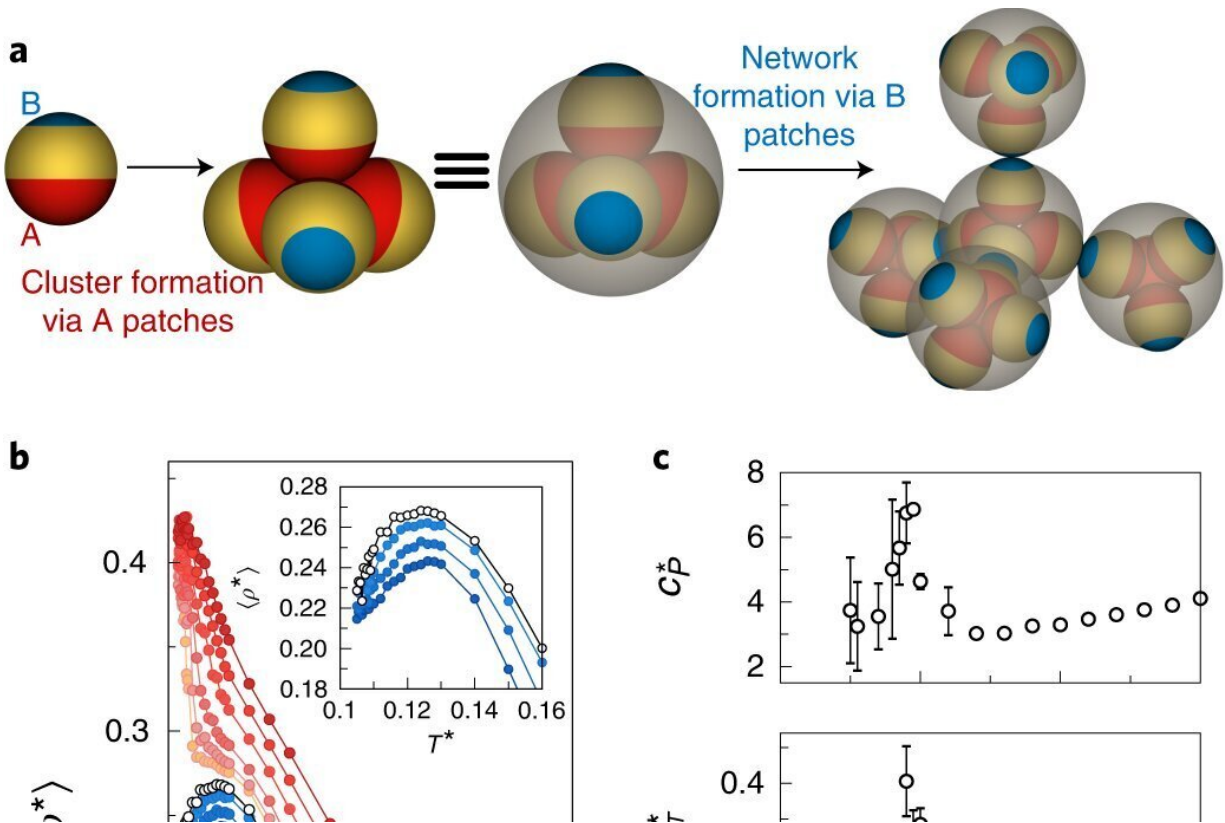 a
B
A
Cluster formation
via A patches
Network
formation via B
patches
b
0.4
0.3
⟨ρ*⟩
0.28
0.26
0.24
0.22
0.20
0.18
0.1 0.12 0.14 0.16
T*
c
8
6
4
2
c*P
0.4